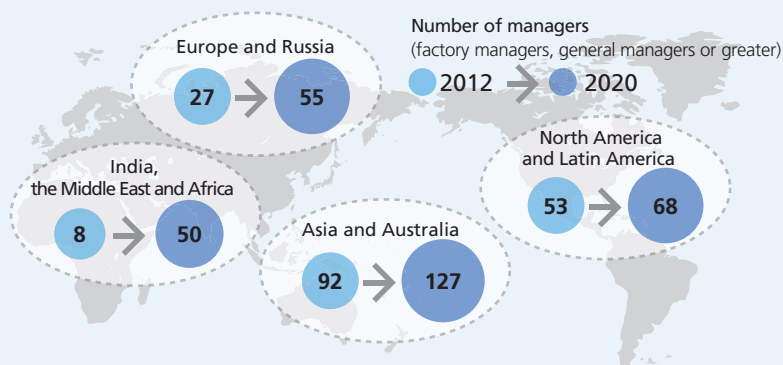 Number of managers
(factory managers, general managers or greater)
2012
2020
Europe and Russia
27
55
North America
and Latin America
53
68
India,
the Middle East and Africa
8
50
Asia and Australia
92
127